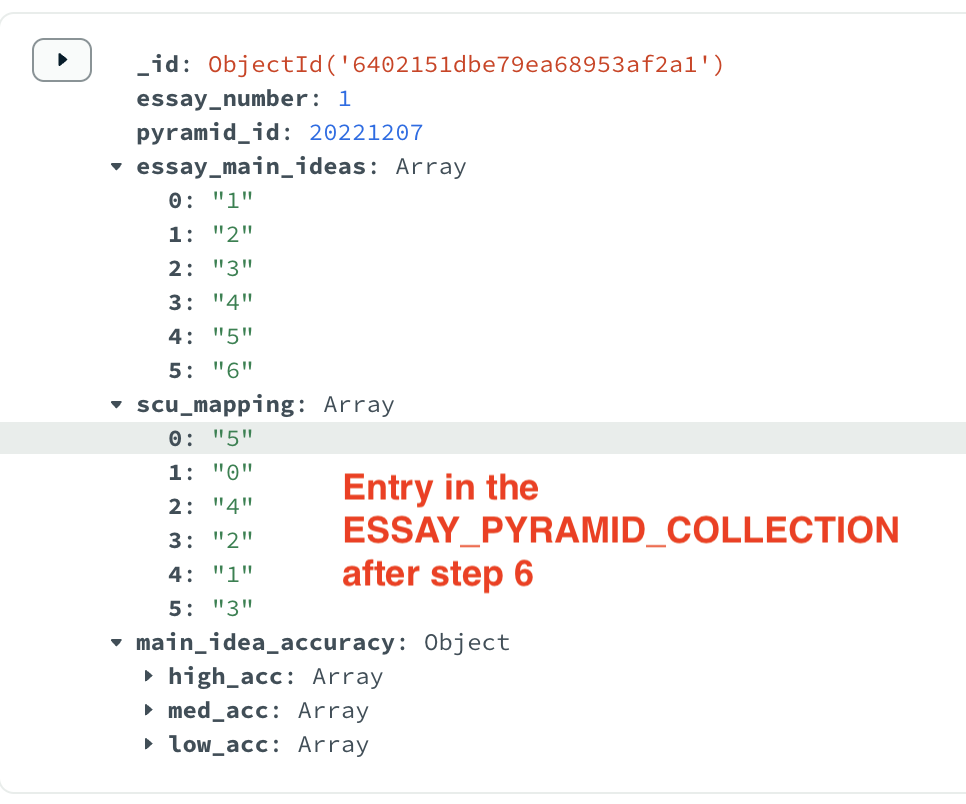 _id: ObjectId('6402151dbe79ea68953af2a1')
essay_number: 1
pyramid_id: 20221207
essay_main_ideas: Array
0: "1"
1: "2"
2: "3"
3: "4"
4: "5"
5: "6"
scu_mapping: Array
0: "5"
1: "0"
2: "4"
3: "2"
4: "1"
5: "3"
Entry in the
ESSAY_PYRAMID_COLLECTION
after step 6
main_idea_accuracy: Object
high_acc: Array
med_acc: Array
low_acc: Array